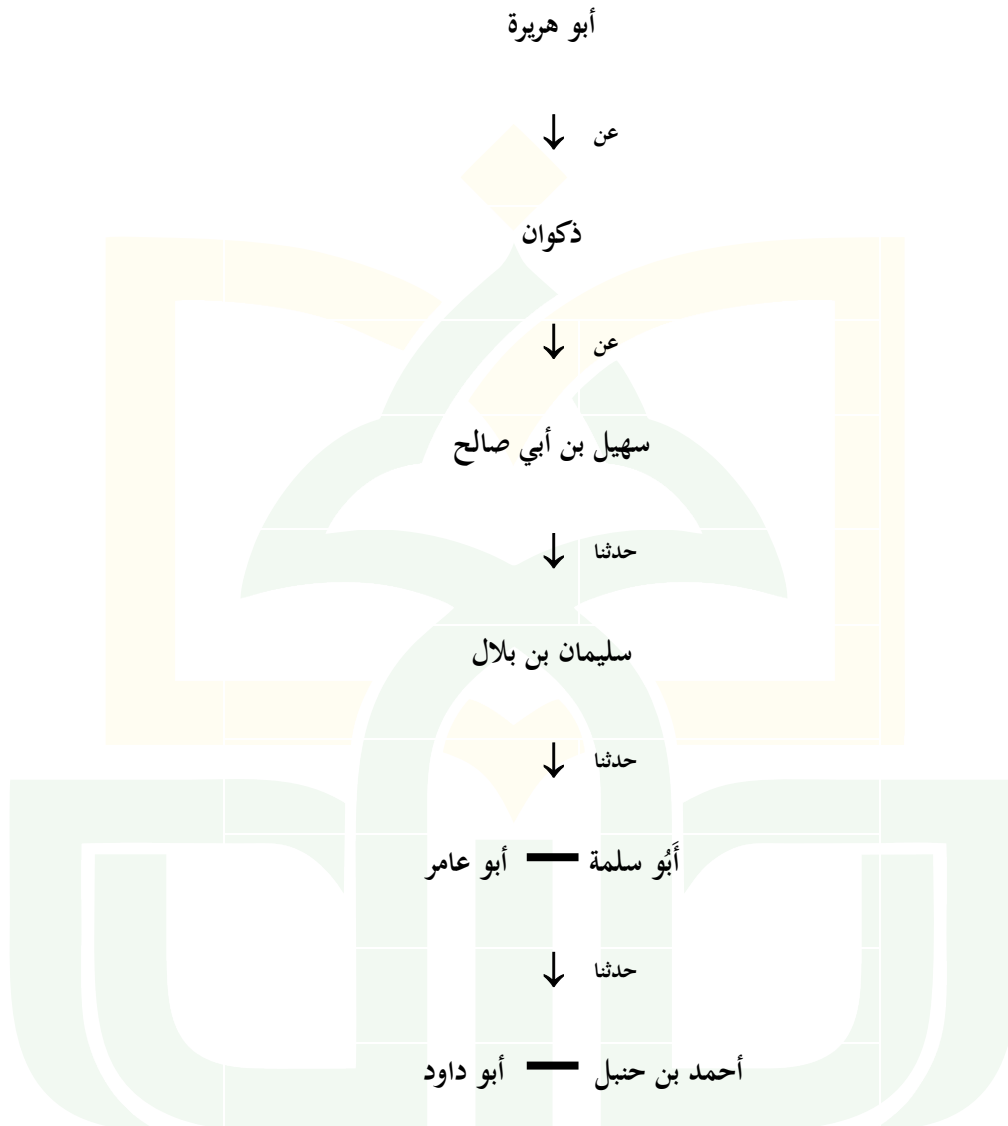 أبو هريرة
↓ عن
ذكوان
↓ عن
سهيل بن أبي صالح
↓ حدثنا
سليمان بن بلال
↓ حدثنا
أَبُو سلمة — أبو عامر
↓ حدثنا
أحمد بن حنبل — أبو داود